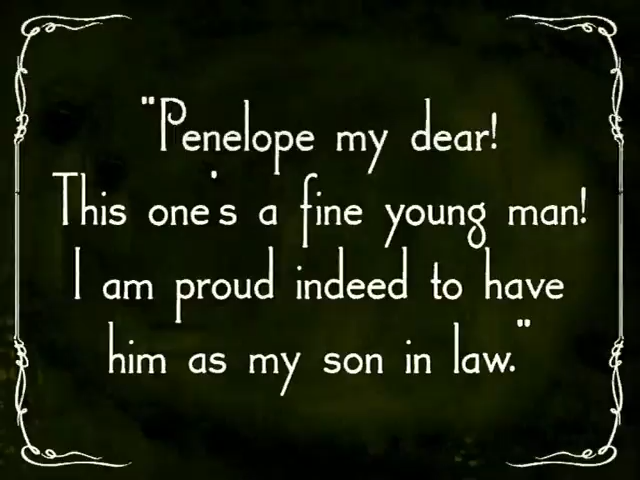 "Penelope my dear!
This one's a fine young man!
I am proud indeed to have
him as my son in law."